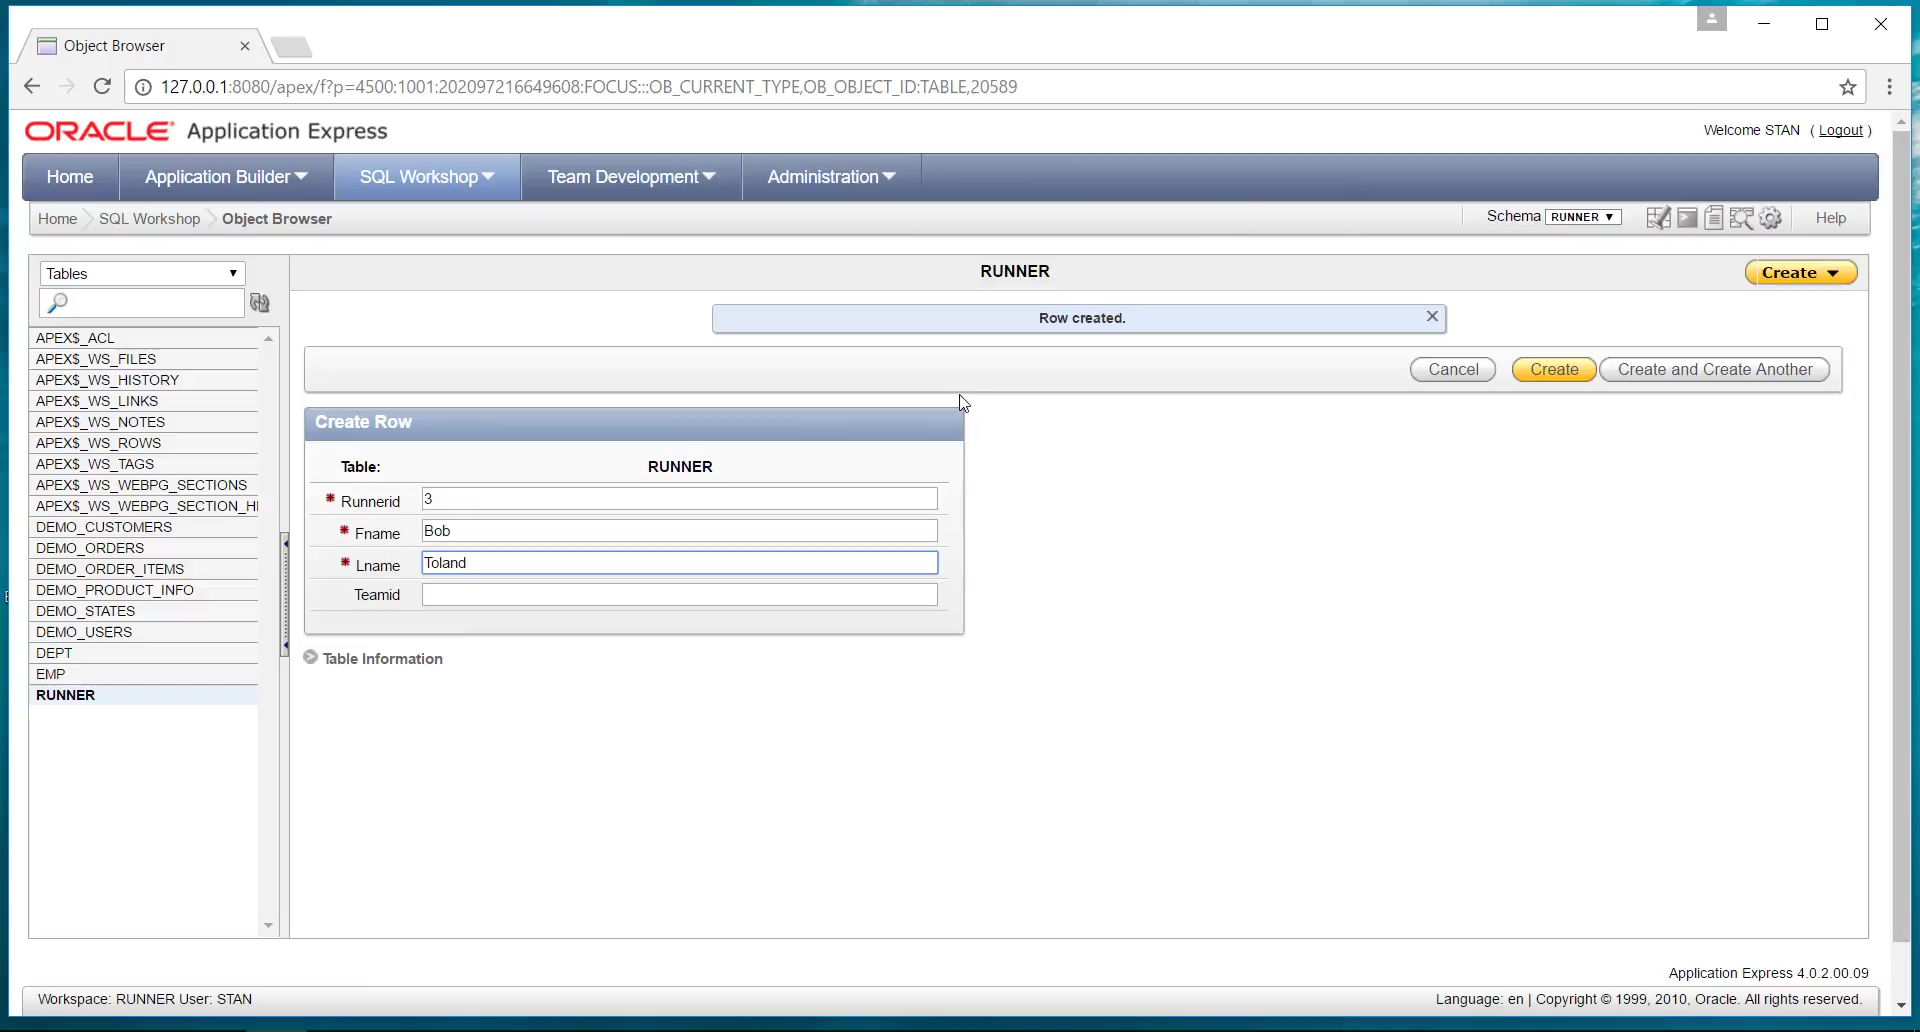 Object Browser
127.0.0.1:8080/apex/f?p=4500:1001:202097216649608:FOCUS:::OB_CURRENT_TYPE,OB_OBJECT_ID:TABLE,20589
ORACLE Application Express
Welcome STAN ( Logout )
Home Application Builder SQL Workshop Team Development Administration
Home SQL Workshop Object Browser
Schema RUNNER Help
Tables
RUNNER
Create
Row created.
Cancel Create Create and Create Another
APEX$_ACL
APEX$_WS_FILES
APEX$_WS_HISTORY
APEX$_WS_LINKS
APEX$_WS_NOTES
APEX$_WS_ROWS
APEX$_WS_TAGS
APEX$_WS_WEBPG_SECTIONS
APEX$_WS_WEBPG_SECTION_HI
DEMO_CUSTOMERS
DEMO_ORDERS
DEMO_ORDER_ITEMS
DEMO_PRODUCT_INFO
DEMO_STATES
DEMO_USERS
DEPT
EMP
RUNNER
Create Row
Table: RUNNER
* Runnerid 3
* Fname Bob
* Lname Toland
Teamid
Table Information
Application Express 4.0.2.00.09
Workspace: RUNNER User: STAN
Language: en | Copyright © 1999, 2010, Oracle. All rights reserved.